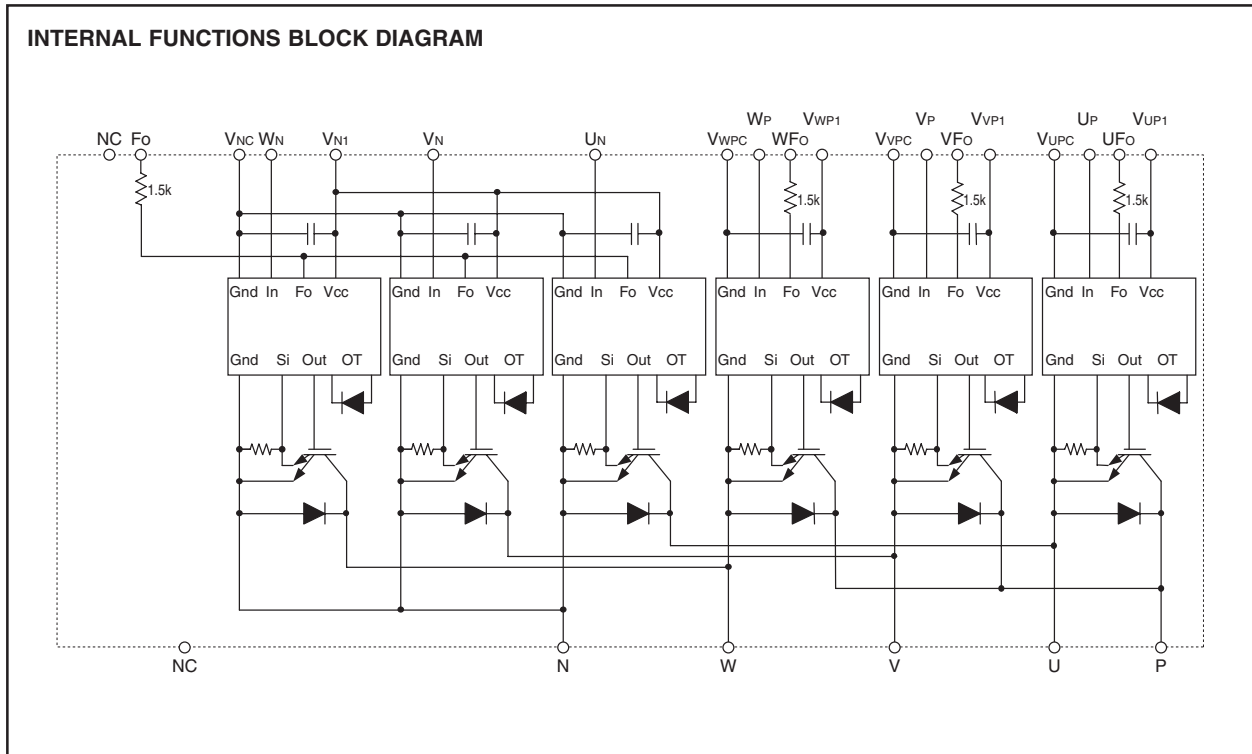 INTERNAL FUNCTIONS BLOCK DIAGRAM
WP VWP1 VP VVP1 UP VUP1
NC FO VNC WN VN1 VN UN VWPC WFO VVPC VFO VUPC UFO
1.5k 1.5k 1.5k 1.5k
Gnd In Fo Vcc Gnd In Fo Vcc Gnd In Fo Vcc Gnd In Fo Vcc Gnd In Fo Vcc Gnd In Fo Vcc
Gnd Si Out OT Gnd Si Out OT Gnd Si Out OT Gnd Si Out OT Gnd Si Out OT Gnd Si Out OT
NC N W V U P